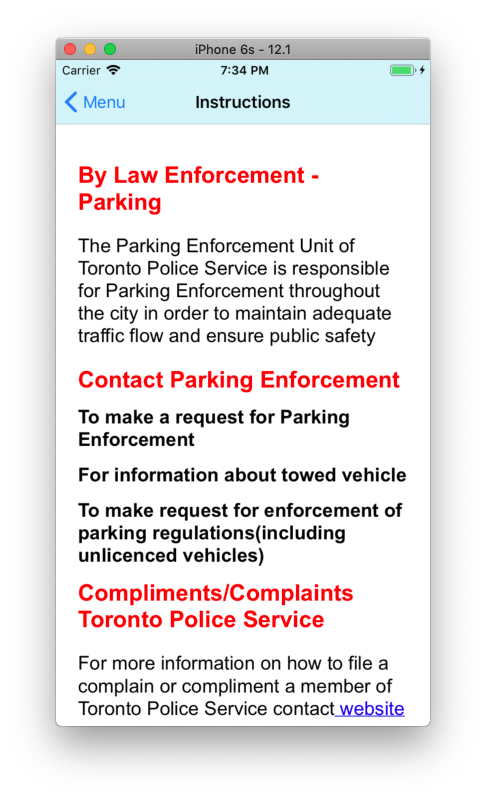 iPhone 6s - 12.1
Carrier 7:34 PM
Menu Instructions
By Law Enforcement -
Parking
The Parking Enforcement Unit of
Toronto Police Service is responsible
for Parking Enforcement throughout
the city in order to maintain adequate
traffic flow and ensure public safety
Contact Parking Enforcement
To make a request for Parking
Enforcement
For information about towed vehicle
To make request for enforcement of
parking regulations(including
unlicenced vehicles)
Compliments/Complaints
Toronto Police Service
For more information on how to file a
complain or compliment a member of
Toronto Police Service contact website